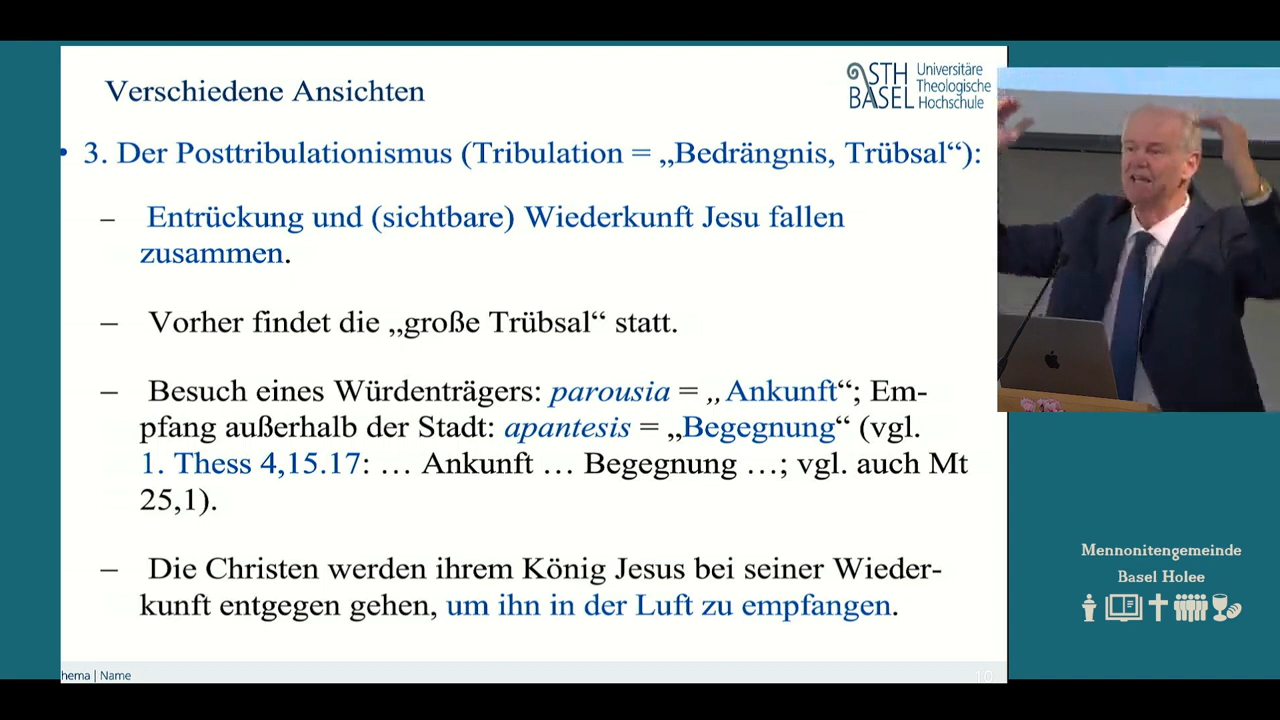 Verschiedene Ansichten
STH BASEL
Universitäre
Theologische
Hochschule
• 3. Der Posttribulationismus (Tribulation = „Bedrängnis, Trübsal“):
– Entrückung und (sichtbare) Wiederkunft Jesu fallen
zusammen.
– Vorher findet die „große Trübsal“ statt.
– Besuch eines Würdenträgers: parousia = „Ankunft“; Em-
pfang außerhalb der Stadt: apantesis = „Begegnung“ (vgl.
1. Thess 4,15.17: … Ankunft … Begegnung …; vgl. auch Mt
25,1).
– Die Christen werden ihrem König Jesus bei seiner Wieder-
kunft entgegen gehen, um ihn in der Luft zu empfangen.
hema | Name
10
Mennonitengemeinde
Basel Holee